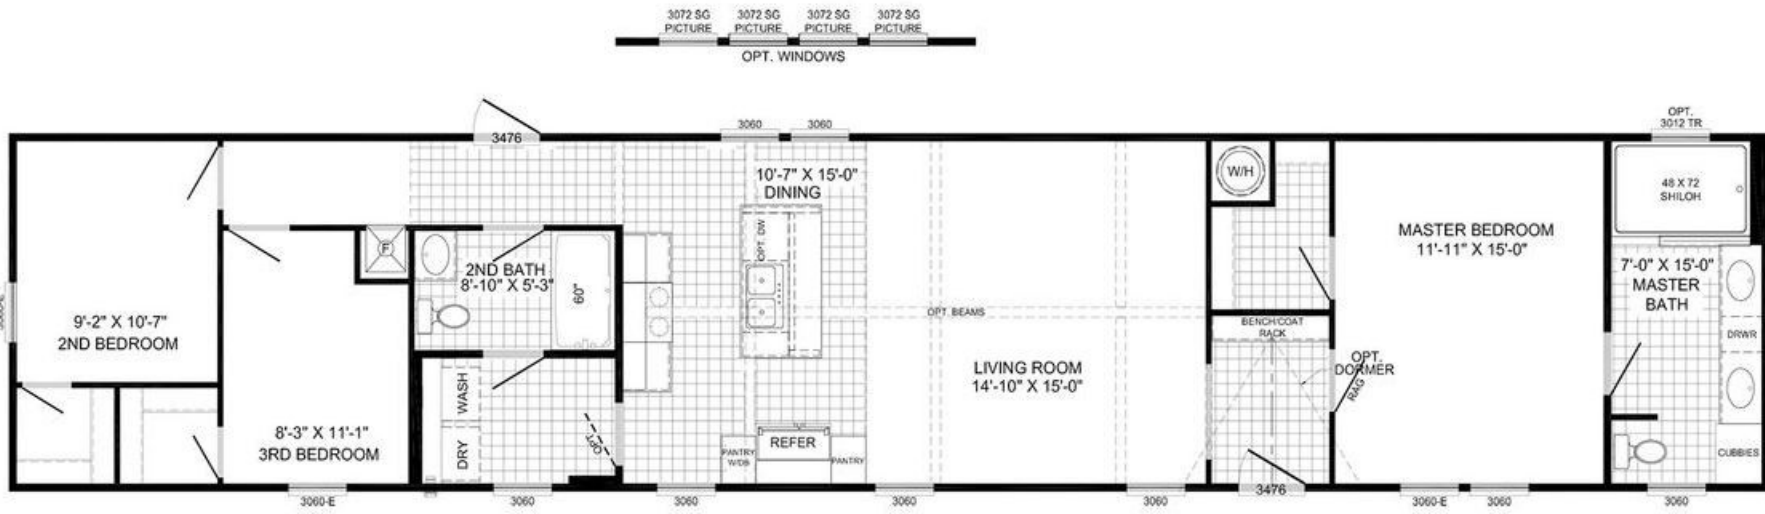 3072 SG
PICTURE
3072 SG
PICTURE
3072 SG
PICTURE
3072 SG
PICTURE
OPT. WINDOWS
3476
3060
3060
OPT.
3012 TR
10'-7" X 15'-0"
DINING
W/H
48 X 72
SHILOH
OPT. DW
MASTER BEDROOM
11'-11" X 15'-0"
F
2ND BATH
8'-10" X 5'-3"
60"
7'-0" X 15'-0"
MASTER
BATH
3060-E
9'-2" X 10'-7"
2ND BEDROOM
OPT. BEAMS
BENCH/COAT
RACK
DRWR
LIVING ROOM
14'-10" X 15'-0"
OPT.
DORMER
RAG
WASH
DRY
OPT.
8'-3" X 11'-1"
3RD BEDROOM
PANTRY
W/DB
REFER
PANTRY
CUBBIES
3060-E
3060
3060
3060
3060
3476
3060-E
3060
3060